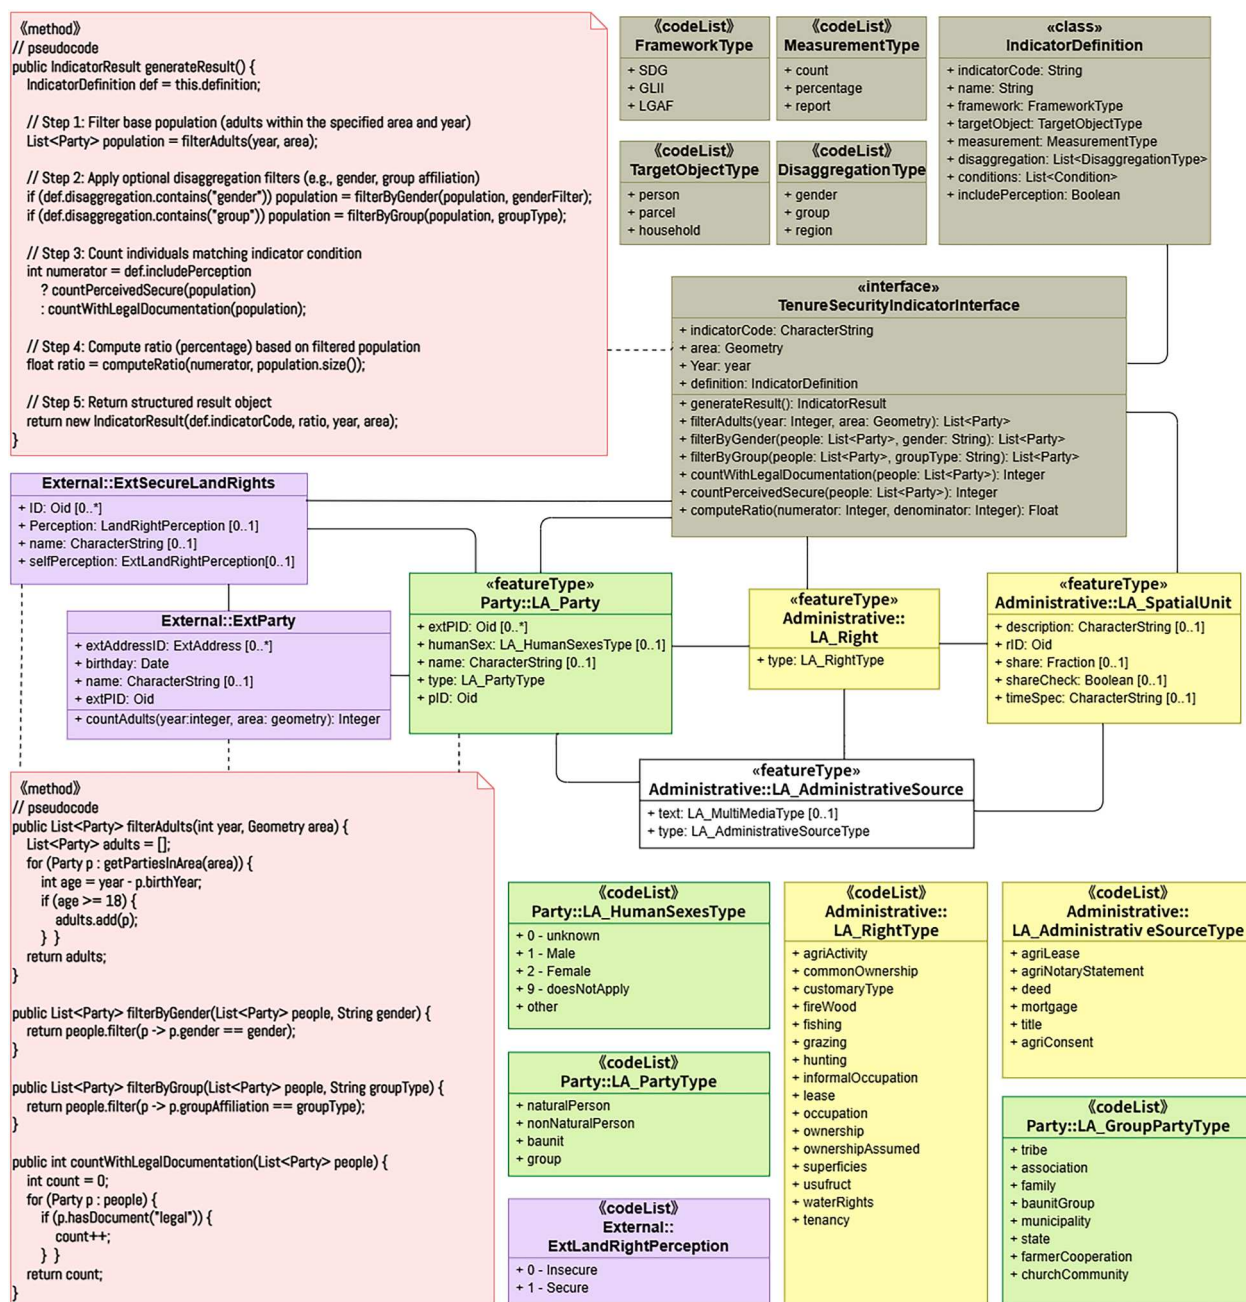 《method》
// pseudocode
public IndicatorResult generateResult() {
IndicatorDefinition def = this.definition;
// Step 1: Filter base population (adults within the specified area and year)
List<Party> population = filterAdults(year, area);
// Step 2: Apply optional disaggregation filters (e.g., gender, group affiliation)
if (def.disaggregation.contains("gender")) population = filterByGender(population, genderFilter);
if (def.disaggregation.contains("group")) population = filterByGroup(population, groupType);
// Step 3: Count individuals matching indicator condition
int numerator = def.includePerception
? countPerceivedSecure(population)
: countWithLegalDocumentation(population);
// Step 4: Compute ratio (percentage) based on filtered population
float ratio = computeRatio(numerator, population.size());
// Step 5: Return structured result object
return new IndicatorResult(def.indicatorCode, ratio, year, area);
}
《codeList》
FrameworkType
+ SDG
+ GLII
+ LGAF
《codeList》
MeasurementType
+ count
+ percentage
+ report
«class»
IndicatorDefinition
+ indicatorCode: String
+ name: String
+ framework: FrameworkType
+ targetObject: TargetObjectType
+ measurement: MeasurementType
+ disaggregation: List<DisaggregationType>
+ conditions: List<Condition>
+ includePerception: Boolean
《codeList》
TargetObjectType
+ person
+ parcel
+ household
《codeList》
DisaggregationType
+ gender
+ group
+ region
«interface»
TenureSecurityIndicatorInterface
+ indicatorCode: CharacterString
+ area: Geometry
+ Year: year
+ definition: IndicatorDefinition
+ generateResult(): IndicatorResult
+ filterAdults(year: Integer, area: Geometry): List<Party>
+ filterByGender(people: List<Party>, gender: String): List<Party>
+ filterByGroup(people: List<Party>, groupType: String): List<Party>
+ countWithLegalDocumentation(people: List<Party>): Integer
+ countPerceivedSecure(people: List<Party>): Integer
+ computeRatio(numerator: Integer, denominator: Integer): Float
External::ExtSecureLandRights
+ ID: Oid [0..*]
+ Perception: LandRightPerception [0..1]
+ name: CharacterString [0..1]
+ selfPerception: ExtLandRightPerception[0..1]
External::ExtParty
+ extAddressID: ExtAddress [0..*]
+ birthday: Date
+ name: CharacterString [0..1]
+ extPID: Oid
+ countAdults(year:integer, area: geometry): Integer
«featureType»
Party::LA_Party
+ extPID: Oid [0..*]
+ humanSex: LA_HumanSexesType [0..1]
+ name: CharacterString [0..1]
+ type: LA_PartyType
+ pID: Oid
«featureType»
Administrative::
LA_Right
+ type: LA_RightType
«featureType»
Administrative::LA_SpatialUnit
+ description: CharacterString [0..1]
+ rID: Oid
+ share: Fraction [0..1]
+ shareCheck: Boolean [0..1]
+ timeSpec: CharacterString [0..1]
«featureType»
Administrative::LA_AdministrativeSource
+ text: LA_MultiMediaType [0..1]
+ type: LA_AdministrativeSourceType
《method》
// pseudocode
public List<Party> filterAdults(int year, Geometry area) {
List<Party> adults = [];
for (Party p : getPartiesInArea(area)) {
int age = year - p.birthYear;
if (age >= 18) {
adults.add(p);
} }
return adults;
}
public List<Party> filterByGender(List<Party> people, String gender) {
return people.filter(p -> p.gender == gender);
}
public List<Party> filterByGroup(List<Party> people, String groupType) {
return people.filter(p -> p.groupAffiliation == groupType);
}
public int countWithLegalDocumentation(List<Party> people) {
int count = 0;
for (Party p : people) {
if (p.hasDocument("legal")) {
count++;
} }
return count;
}
《codeList》
Party::LA_HumanSexesType
+ 0 - unknown
+ 1 - Male
+ 2 - Female
+ 9 - doesNotApply
+ other
《codeList》
Party::LA_PartyType
+ naturalPerson
+ nonNaturalPerson
+ baunit
+ group
《codeList》
External::
ExtLandRightPerception
+ 0 - Insecure
+ 1 - Secure
《codeList》
Administrative::
LA_RightType
+ agriActivity
+ commonOwnership
+ customaryType
+ fireWood
+ fishing
+ grazing
+ hunting
+ informalOccupation
+ lease
+ occupation
+ ownership
+ ownershipAssumed
+ superficies
+ usufruct
+ waterRights
+ tenancy
《codeList》
Administrative::
LA_Administrativ eSourceType
+ agriLease
+ agriNotaryStatement
+ deed
+ mortgage
+ title
+ agriConsent
《codeList》
Party::LA_GroupPartyType
+ tribe
+ association
+ family
+ baunitGroup
+ municipality
+ state
+ farmerCooperation
+ churchCommunity